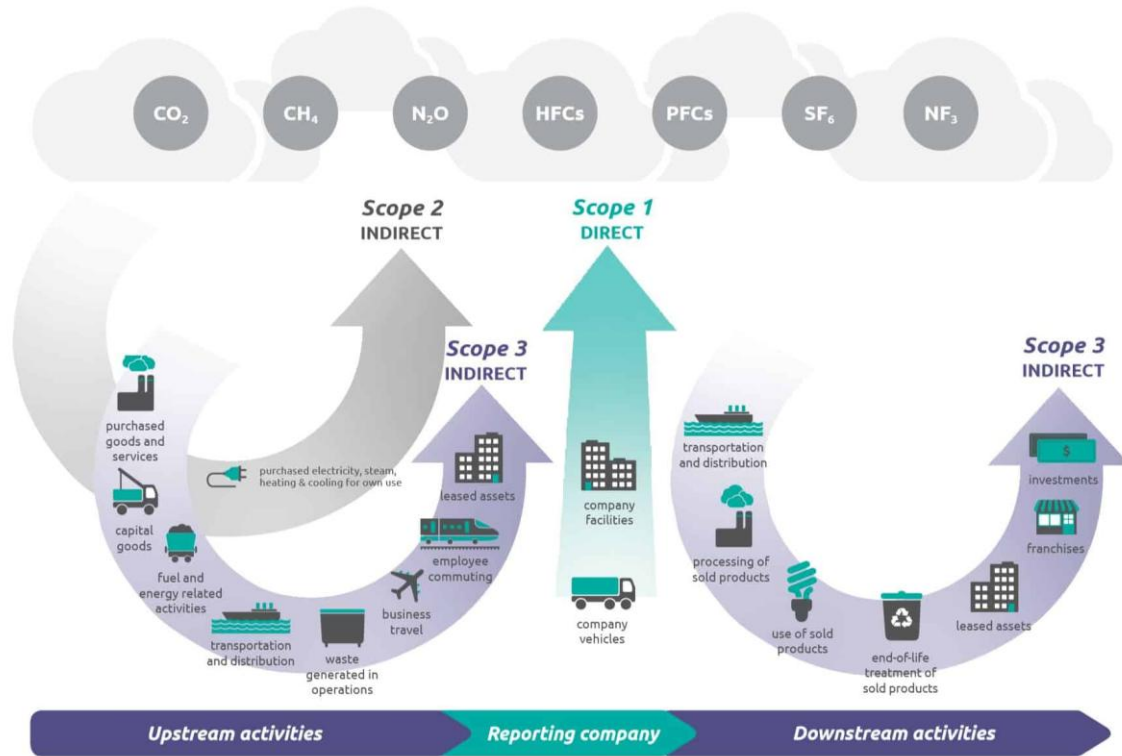 CO₂
CH₄
N₂O
HFCs
PFCs
SF₆
NF₃
Scope 2
INDIRECT
Scope 1
DIRECT
Scope 3
INDIRECT
Scope 3
INDIRECT
purchased
goods and
services
capital
goods
fuel and
energy related
activities
transportation
and distribution
waste
generated in
operations
business
travel
employee
commuting
leased assets
purchased electricity, steam,
heating & cooling for own use
company
facilities
company
vehicles
transportation
and distribution
processing of
sold products
use of sold
products
end-of-life
treatment of
sold products
leased assets
franchises
$
investments
Upstream activities
Reporting company
Downstream activities